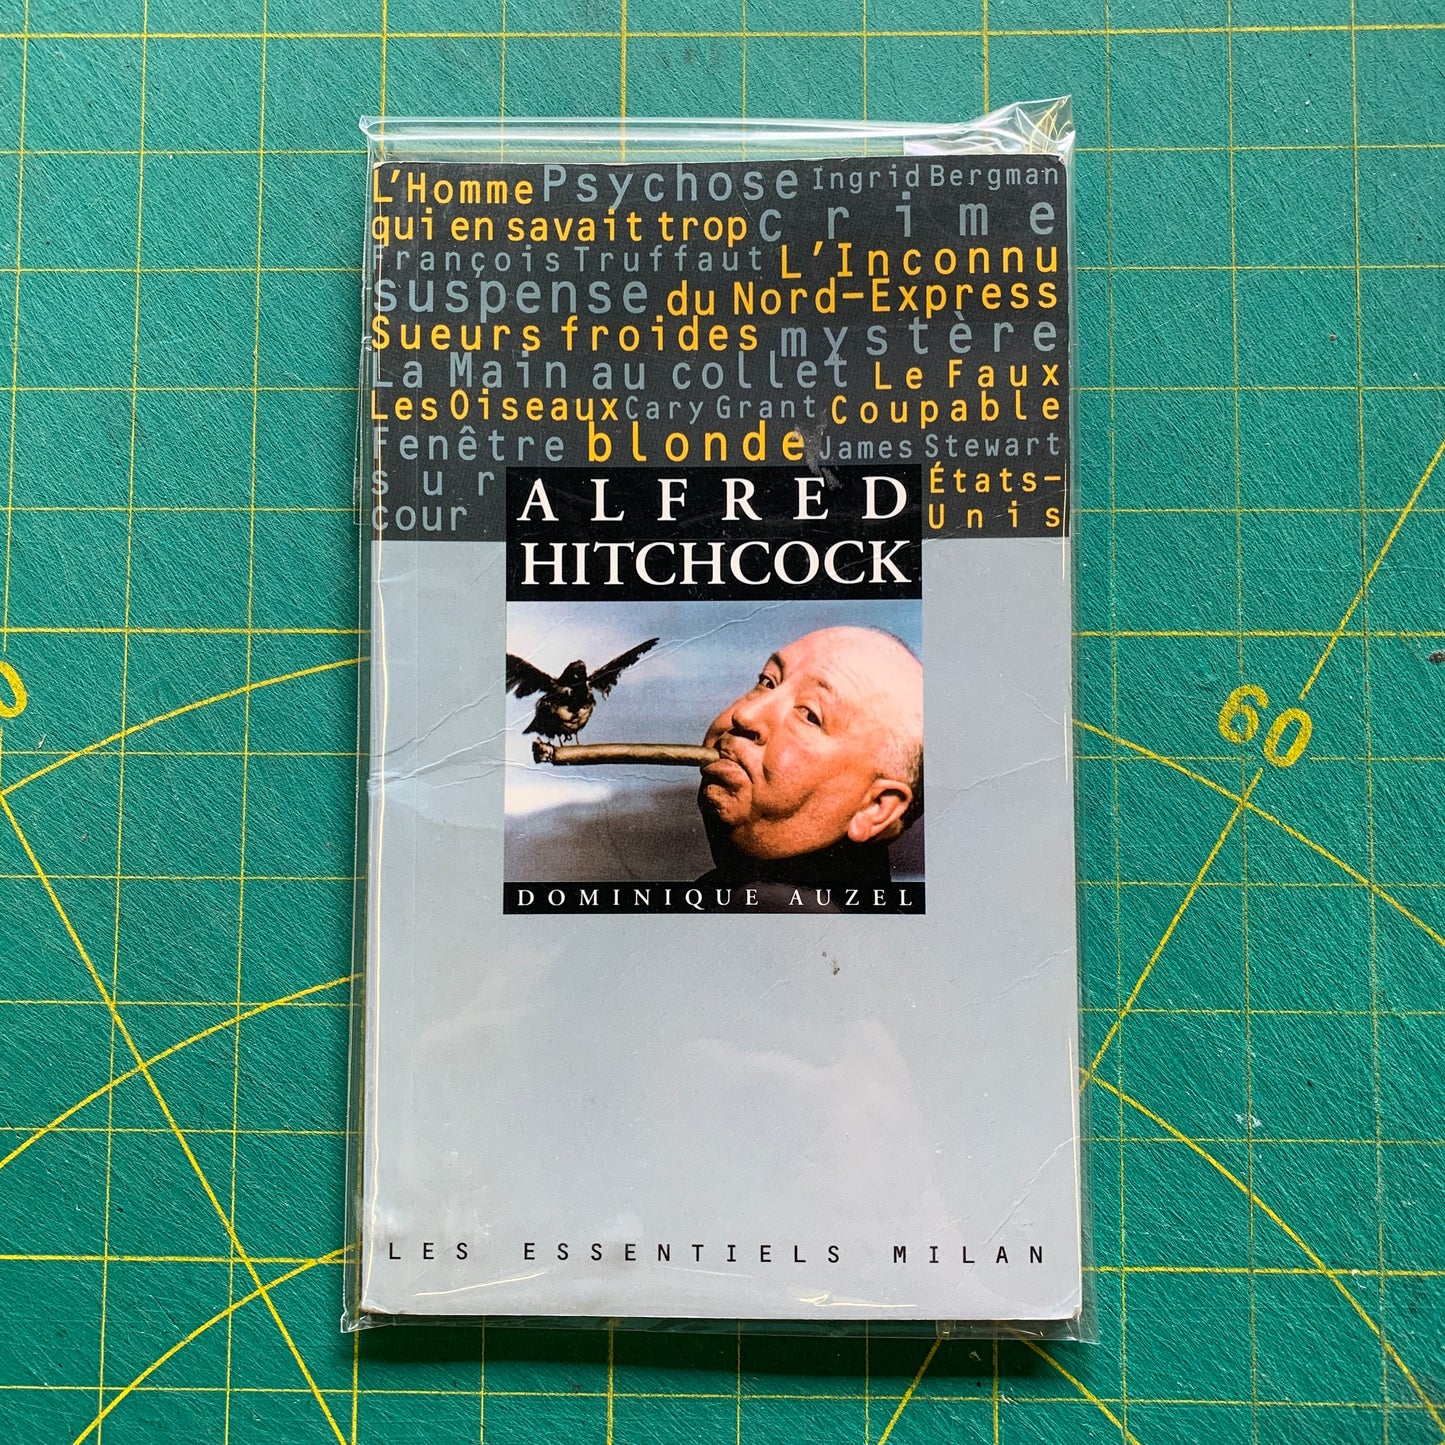 L'Homme Psychose Ingrid Bergman
qui en savait trop crime
François Truffaut L'Inconnu
suspense du Nord-Express
Sueurs froides mystère
La Main au collet Le Faux
Les Oiseaux Cary Grant Coupable
Fenêtre blonde James Stewart
sur États-
cour Unis
ALFRED
HITCHCOCK
DOMINIQUE AUZEL
LES ESSENTIELS MILAN
60
0